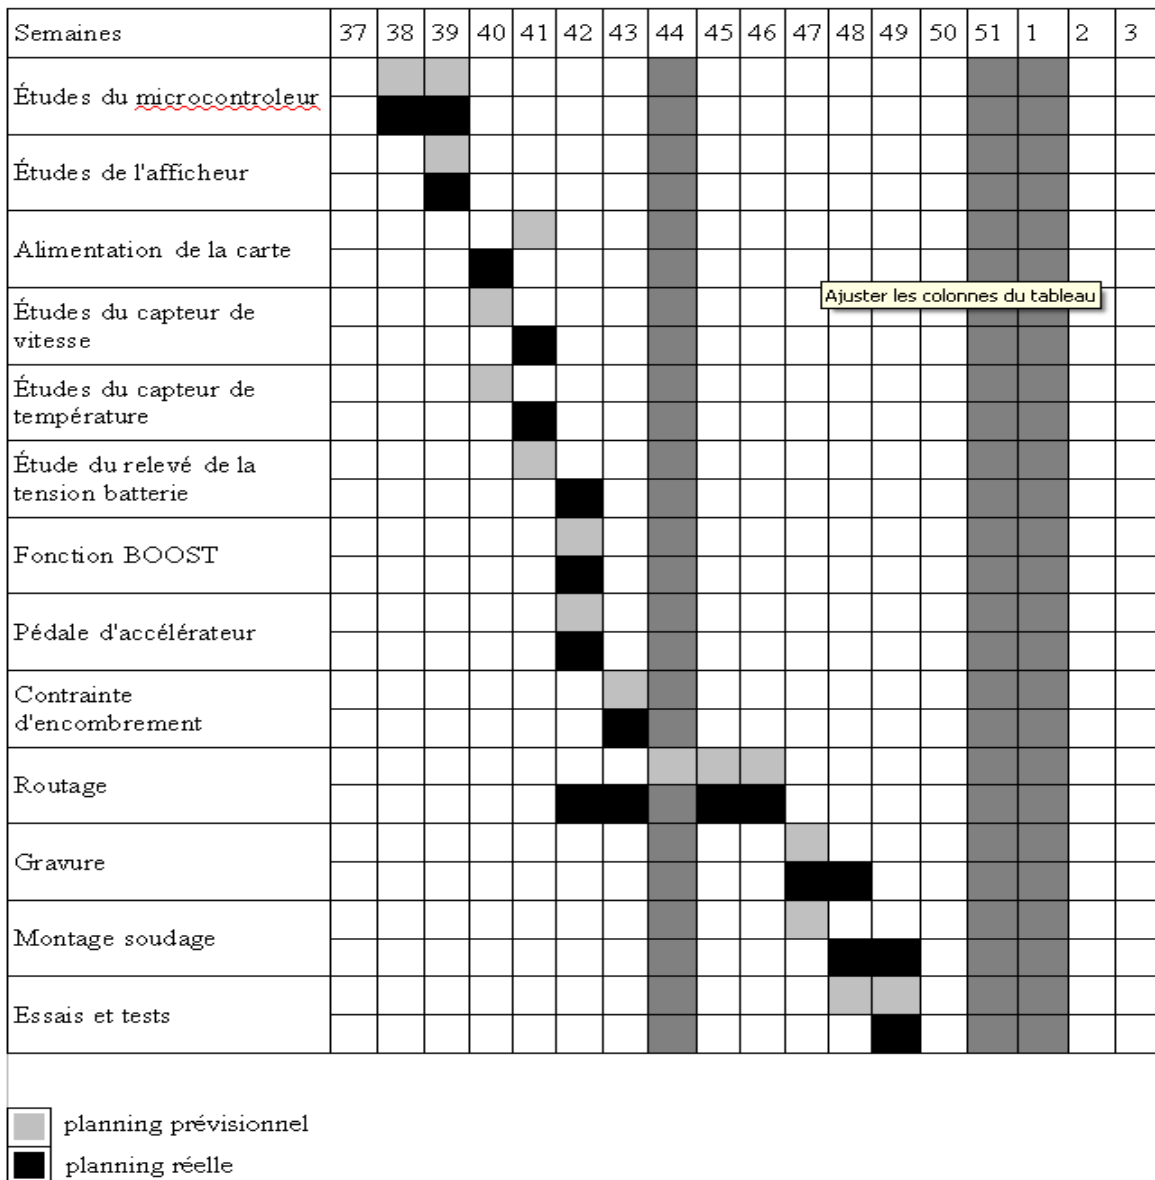 Semaines 37 38 39 40 41 42 43 44 45 46 47 48 49 50 51 1 2 3
Études du microcontroleur
Études de l'afficheur
Alimentation de la carte
Ajuster les colonnes du tableau
Études du capteur de
vitesse
Études du capteur de
température
Étude du relevé de la
tension batterie
Fonction BOOST
Pédale d'accélérateur
Contrainte
d'encombrement
Routage
Gravure
Montage soudage
Essais et tests
planning prévisionnel
planning réelle